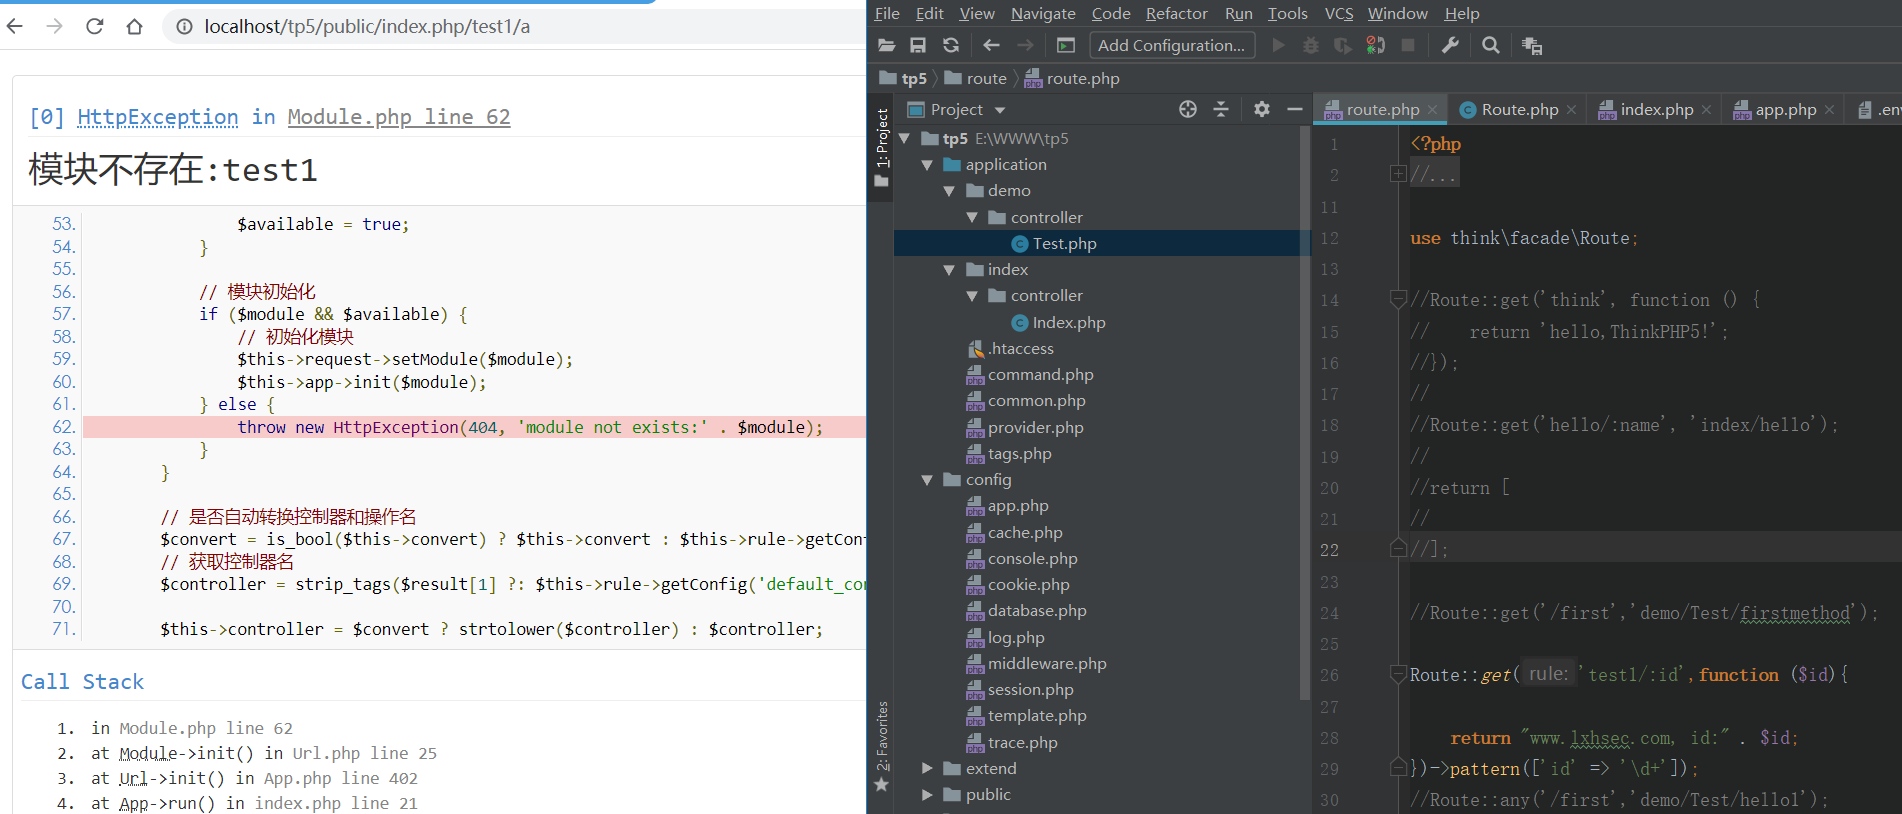 localhost/tp5/public/index.php/test1/a
[0] HttpException in Module.php line 62
模块不存在:test1
53. $available = true;
54. }
55.
56. // 模块初始化
57. if ($module && $available) {
58. // 初始化模块
59. $this->request->setModule($module);
60. $this->app->init($module);
61. } else {
62. throw new HttpException(404, 'module not exists:' . $module);
63. }
64. }
65.
66. // 是否自动转换控制器和操作名
67. $convert = is_bool($this->convert) ? $this->convert : $this->rule->getCon
68. // 获取控制器名
69. $controller = strip_tags($result[1] ?: $this->rule->getConfig('default_con
70.
71. $this->controller = $convert ? strtolower($controller) : $controller;
Call Stack
1. in Module.php line 62
2. at Module->init() in Url.php line 25
3. at Url->init() in App.php line 402
4. at App->run() in index.php line 21
File Edit View Navigate Code Refactor Run Tools VCS Window Help
Add Configuration...
tp5 route route.php
1: Project
2: Favorites
Project
tp5 E:\WWW\tp5
application
demo
controller
Test.php
index
controller
Index.php
.htaccess
command.php
common.php
provider.php
tags.php
config
app.php
cache.php
console.php
cookie.php
database.php
log.php
middleware.php
session.php
template.php
trace.php
extend
public
route.php Route.php index.php app.php .env
1 <?php
2 //...
11
12 use think\facade\Route;
13
14 //Route::get('think', function () {
15 // return 'hello,ThinkPHP5!';
16 //});
17 //
18 //Route::get('hello/:name', 'index/hello');
19 //
20 //return [
21 //
22 //];
23
24 //Route::get('/first','demo/Test/firstmethod');
25
26 Route::get( rule: 'test1/:id',function ($id){
27
28 return "www.lxhsec.com, id:" . $id;
29 })->pattern(['id' => '\d+']);
30 //Route::any('/first','demo/Test/hello1');